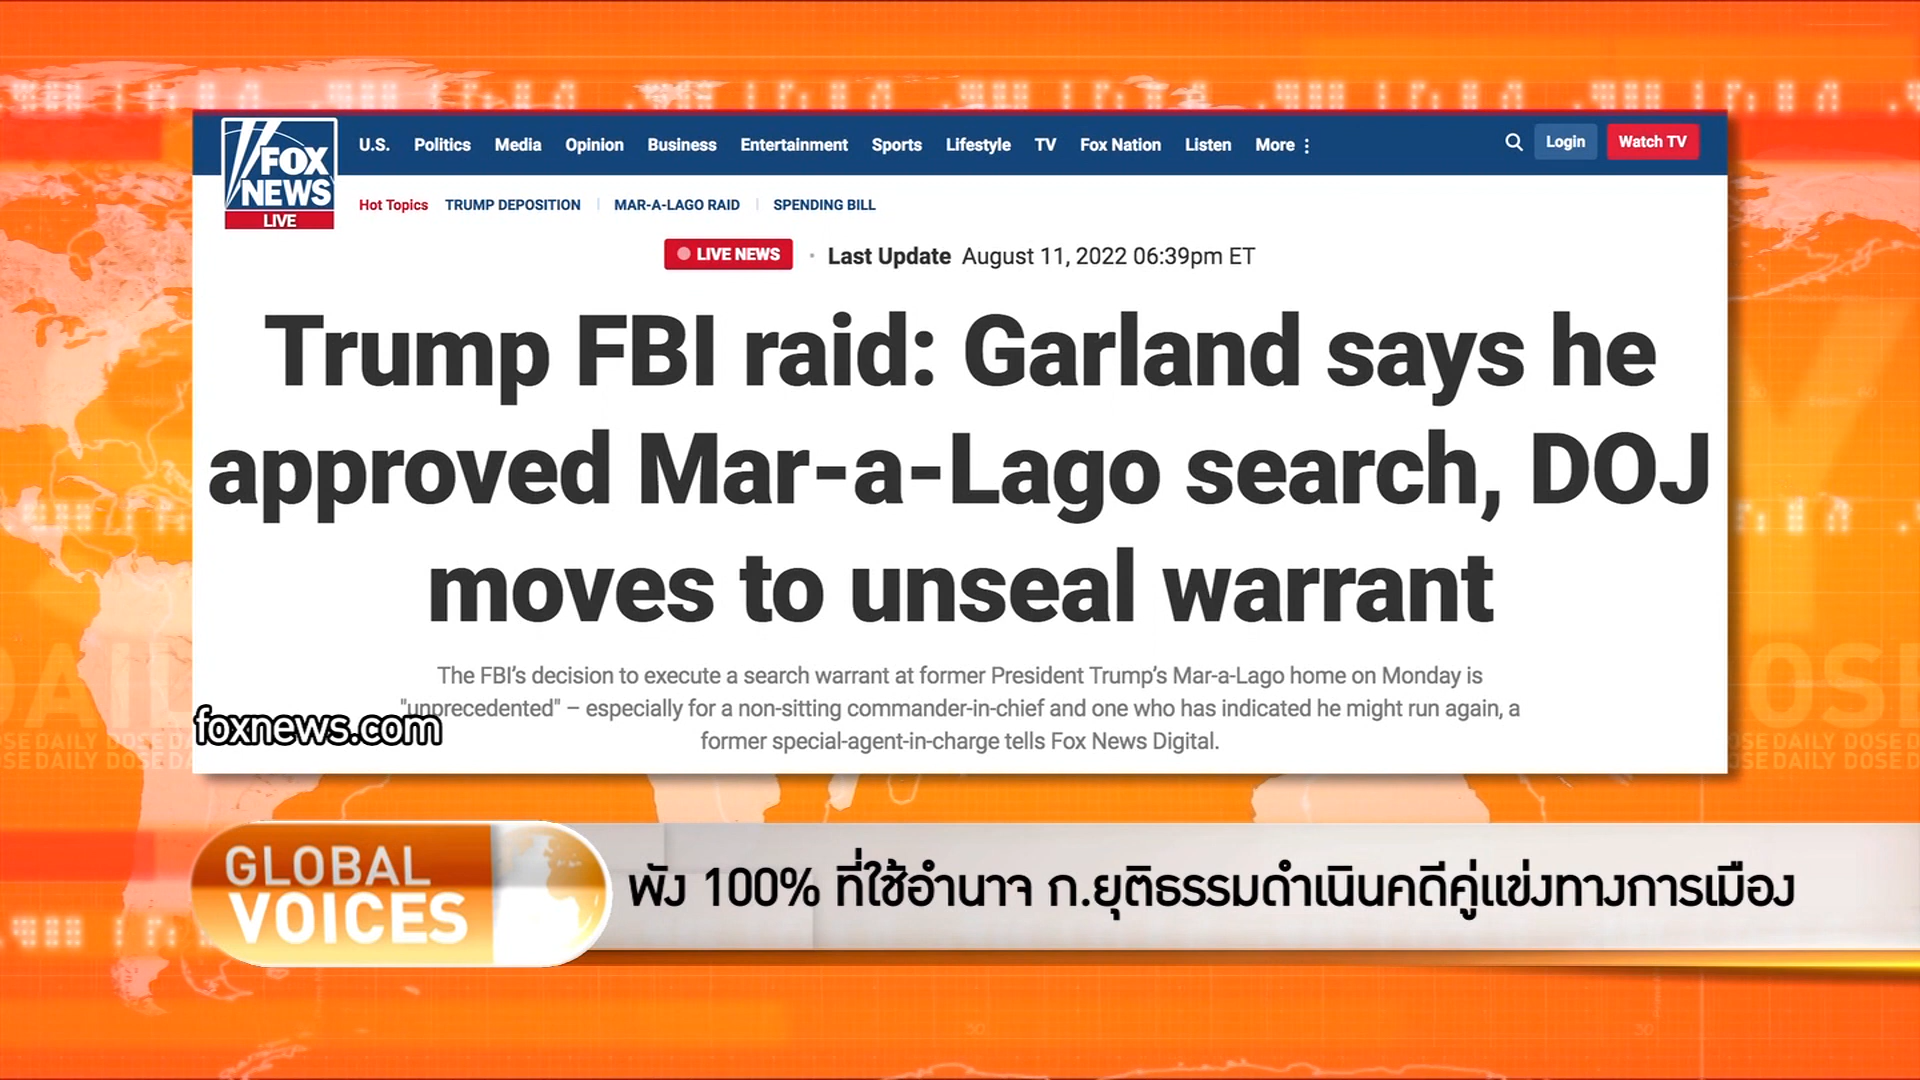 FOX
NEWS
LIVE
U.S. Politics Media Opinion Business Entertainment Sports Lifestyle TV Fox Nation Listen More
Login
Watch TV
Hot Topics TRUMP DEPOSITION MAR-A-LAGO RAID SPENDING BILL
LIVE NEWS · Last Update August 11, 2022 06:39pm ET
Trump FBI raid: Garland says he
approved Mar-a-Lago search, DOJ
moves to unseal warrant
The FBI's decision to execute a search warrant at former President Trump's Mar-a-Lago home on Monday is
"unprecedented" – especially for a non-sitting commander-in-chief and one who has indicated he might run again, a
former special-agent-in-charge tells Fox News Digital.
foxnews.com
GLOBAL
VOICES
พัง 100% ที่ใช้อำนาจ ก.ยุติธรรมดำเนินคดีคู่แข่งทางการเมือง